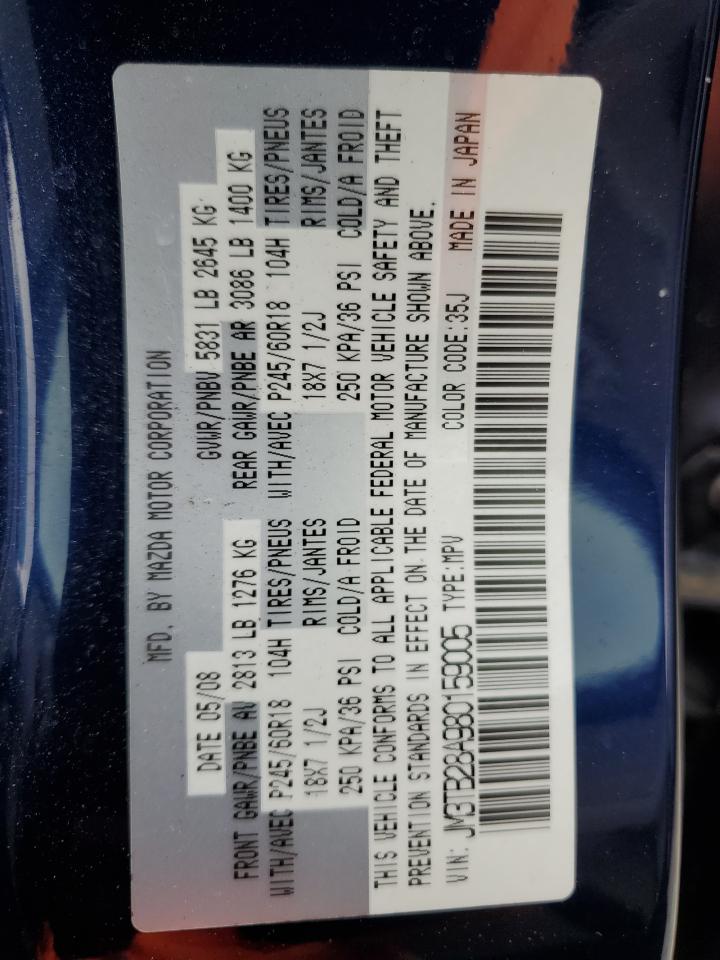 MFD. BY MAZDA MOTOR CORPORATION
DATE 05/08 GVWR/PNBV 5831 LB 2645 KG
FRONT GAWR/PNBE AV 2813 LB 1276 KG REAR GAWR/PNBE AR 3086 LB 1400 KG
WITH/AVEC P245/60R18 104H TIRES/PNEUS WITH/AVEC P245/60R18 104H TIRES/PNEUS
18X7 1/2J RIMS/JANTES 18X7 1/2J RIMS/JANTES
250 KPA/36 PSI COLD/A FROID 250 KPA/36 PSI COLD/A FROID
THIS VEHICLE CONFORMS TO ALL APPLICABLE FEDERAL MOTOR VEHICLE SAFETY AND THEFT
PREVENTION STANDARDS IN EFFECT ON THE DATE OF MANUFACTURE SHOWN ABOVE.
VIN: JM3TB28A980159005 TYPE:MPV COLOR CODE:35J MADE IN JAPAN